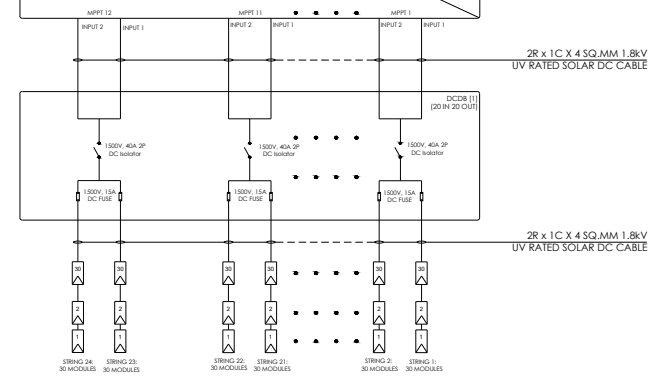 MPPT 12
MPPT 11
MPPT 1
INPUT 2
INPUT 1
INPUT 2
INPUT 1
INPUT 2
INPUT 1
2R x 1C X 4 SQ.MM 1.8kV
UV RATED SOLAR DC CABLE
DCDB [1]
(20 IN 20 OUT)
1500V, 40A 2P
DC Isolator
1500V, 40A 2P
DC Isolator
1500V, 40A 2P
DC Isolator
1500V, 15A
DC FUSE
1500V, 15A
DC FUSE
1500V, 15A
DC FUSE
2R x 1C X 4 SQ.MM 1.8kV
UV RATED SOLAR DC CABLE
30
30
30
30
30
30
2
2
2
2
2
2
1
1
1
1
1
1
STRING 24:
30 MODULES
STRING 23:
30 MODULES
STRING 22:
30 MODULES
STRING 21:
30 MODULES
STRING 2:
30 MODULES
STRING 1:
30 MODULES